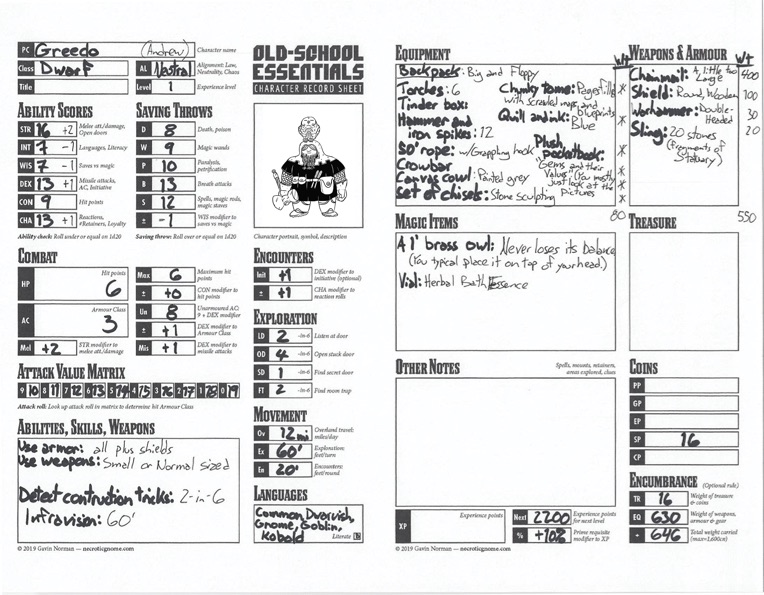 PC Greedo (Andrew) Character name
Class Dwarf AL Neutral Alignment: Law, Neutrality, Chaos
Title Level 1 Experience level
OLD-SCHOOL
ESSENTIALS
CHARACTER RECORD SHEET
ABILITY SCORES
STR 16 +2 Melee att./damage, Open doors
INT 7 -1 Languages, Literacy
WIS 7 -1 Saves vs magic
DEX 13 +1 Missile attacks, AC, Initiative
CON 9 Hit points
CHA 13 +1 Reactions, #Retainers, Loyalty
Ability check: Roll under or equal on 1d20
SAVING THROWS
D 8 Death, poison
W 9 Magic wands
P 10 Paralysis, petrification
B 13 Breath attacks
S 12 Spells, magic rods, magic staves
± -1 WIS modifier to saves vs magic
Saving throw: Roll over or equal on 1d20
Character portrait, symbol, description
COMBAT
HP Hit points
6
AC Armour Class
3
Mel +2 STR modifier to melee att./damage
Max 6 Maximum hit points
± +0 CON modifier to hit points
Un 8 Unarmoured AC: 9 + DEX modifier
± +1 DEX modifier to Armour Class
Mis +1 DEX modifier to missile attacks
ATTACK VALUE MATRIX
9 10 8 11 7 12 6 13 5 14 4 15 3 16 2 17 1 18 0 19
Attack roll: Look up attack roll in matrix to determine hit Armour Class
ABILITIES, SKILLS, WEAPONS
Use armor: all plus shields
Use weapons: Small or Normal sized
Detect contruction tricks: 2-in-6
Infravision: 60'
ENCOUNTERS
Init +1 DEX modifier to initiative (optional)
± +1 CHA modifier to reaction rolls
EXPLORATION
LD 2 -in-6 Listen at door
OD 4 -in-6 Open stuck door
SD 1 -in-6 Find secret door
FT 2 -in-6 Find room trap
MOVEMENT
Ov 12mi Overland travel: miles/day
Ex 60' Exploration: feet/turn
En 20' Encounters: feet/round
LANGUAGES
Common, Dwarvish,
Gnome, Goblin,
Kobold
Literate
© 2019 Gavin Norman — necroticgnome.com
EQUIPMENT Wt
Backpack: Big and Floppy
Torches: 6
Tinder box:
Hammer and
iron spikes: 12
50' rope: w/Grappling hook
Crowbar
Canvas cowl: Painted grey
Set of chisels: Stone Sculpting
Chunky tome: Pages filled
with scrawled maps and
blueprints
Quill and ink:
Blue
Plush
Pocketbook:
"Gems and their
Values" (You mostly
just look at the
pictures
80
WEAPONS & ARMOUR Wt
Chainmail: A little too
Large 400
Shield: Round, Wooden 100
Warhammer: Double-
Headed 30
Sling: 20 stones 20
(fragments of
Statuary)
550
MAGIC ITEMS
A 1' brass owl: Never loses its balance
(You typical place it on top of your head.)
Vial: Herbal Bath Essence
TREASURE
OTHER NOTES Spells, mounts, retainers, areas explored, clues
COINS
PP
GP
EP
SP 16
CP
ENCUMBRANCE (Optional rule)
TR 16 Weight of treasure & coins
EQ 630 Weight of weapons, armour & gear
= 646 Total weight carried (max=1,600cn)
XP Experience points
Next 2200 Experience points for next level
% +10% Prime requisite modifier to XP
© 2019 Gavin Norman — necroticgnome.com